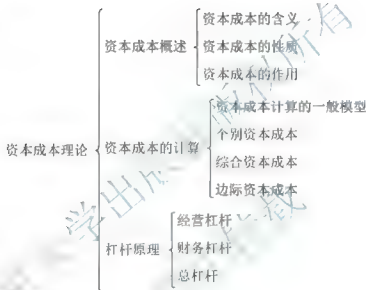 资本成本理论
资本成本概述
资本成本的含义
资本成本的性质
资本成本的作用
资本成本的计算
资本成本计算的一般模型
个别资本成本
综合资本成本
边际资本成本
杠杆原理
经营杠杆
财务杠杆
总杠杆